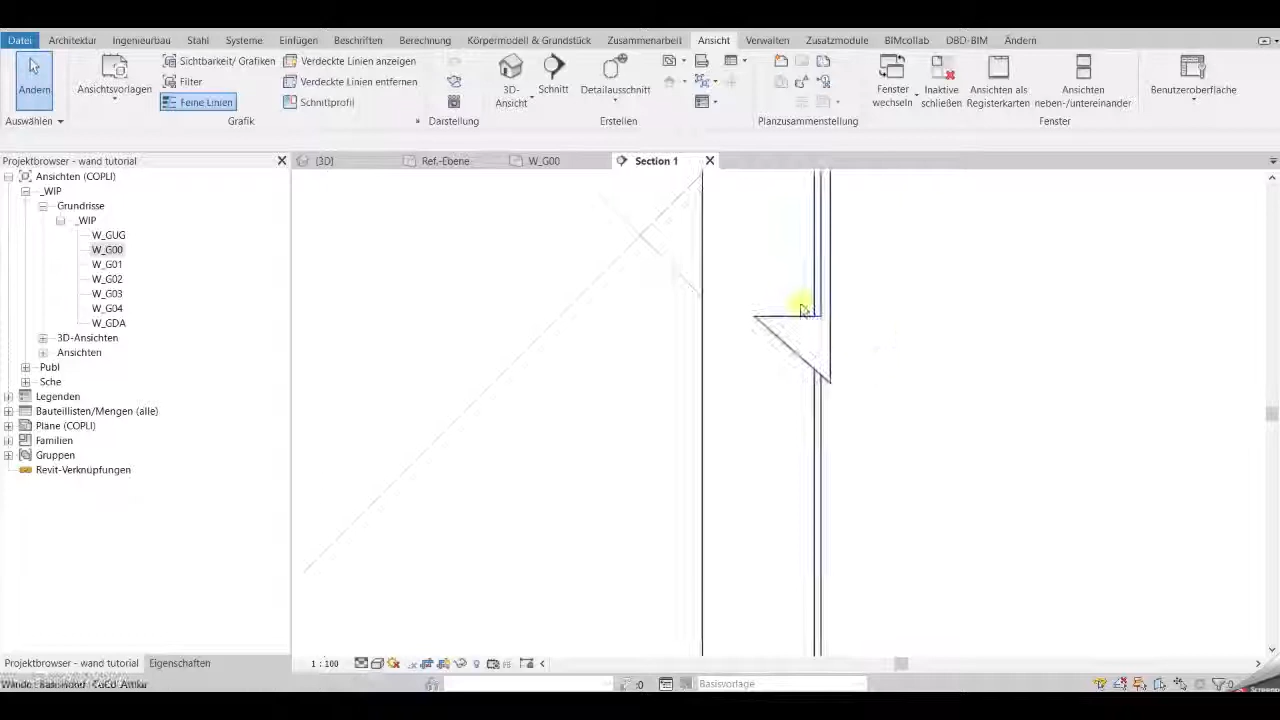 Datei Architektur Ingenieurbau Stahl Systeme Einfügen Beschriften Berechnung Körpermodell & Grundstück Zusammenarbeit Ansicht Verwalten Zusatzmodule BIMcollab DBD-BIM Ändern
Ändern
Auswählen
Ansichtsvorlagen
Sichtbarkeit/ Grafiken
Filter
Feine Linien
Verdeckte Linien anzeigen
Verdeckte Linien entfernen
Schnittprofil
Grafik
Darstellung
3D-
Ansicht
Schnitt
Detailausschnitt
Erstellen
Planzusammenstellung
Fenster
wechseln
Inaktive
schließen
Ansichten als
Registerkarten
Ansichten
neben-/untereinander
Fenster
Benutzeroberfläche
Projektbrowser - wand tutorial
{3D}
Ref.-Ebene
W_G00
Section 1
Ansichten (COPLI)
_WIP
Grundrisse
_WIP
W_GUG
W_G00
W_G01
W_G02
W_G03
W_G04
W_GDA
3D-Ansichten
Ansichten
Publ
Sche
Legenden
Bauteillisten/Mengen (alle)
Pläne (COPLI)
Familien
Gruppen
Revit-Verknüpfungen
Projektbrowser - wand tutorial Eigenschaften
1 : 100
:0
Basisvorlage
:0